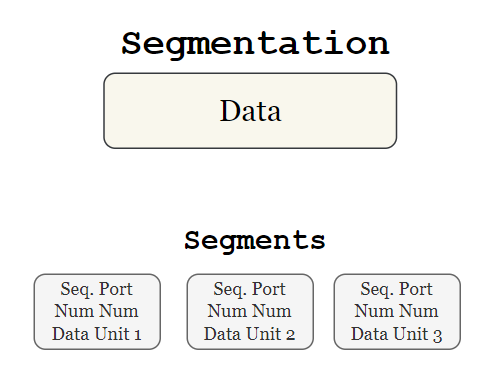 Segmentation
Data
Segments
Seq. Port
Num Num
Data Unit 1
Seq. Port
Num Num
Data Unit 2
Seq. Port
Num Num
Data Unit 3